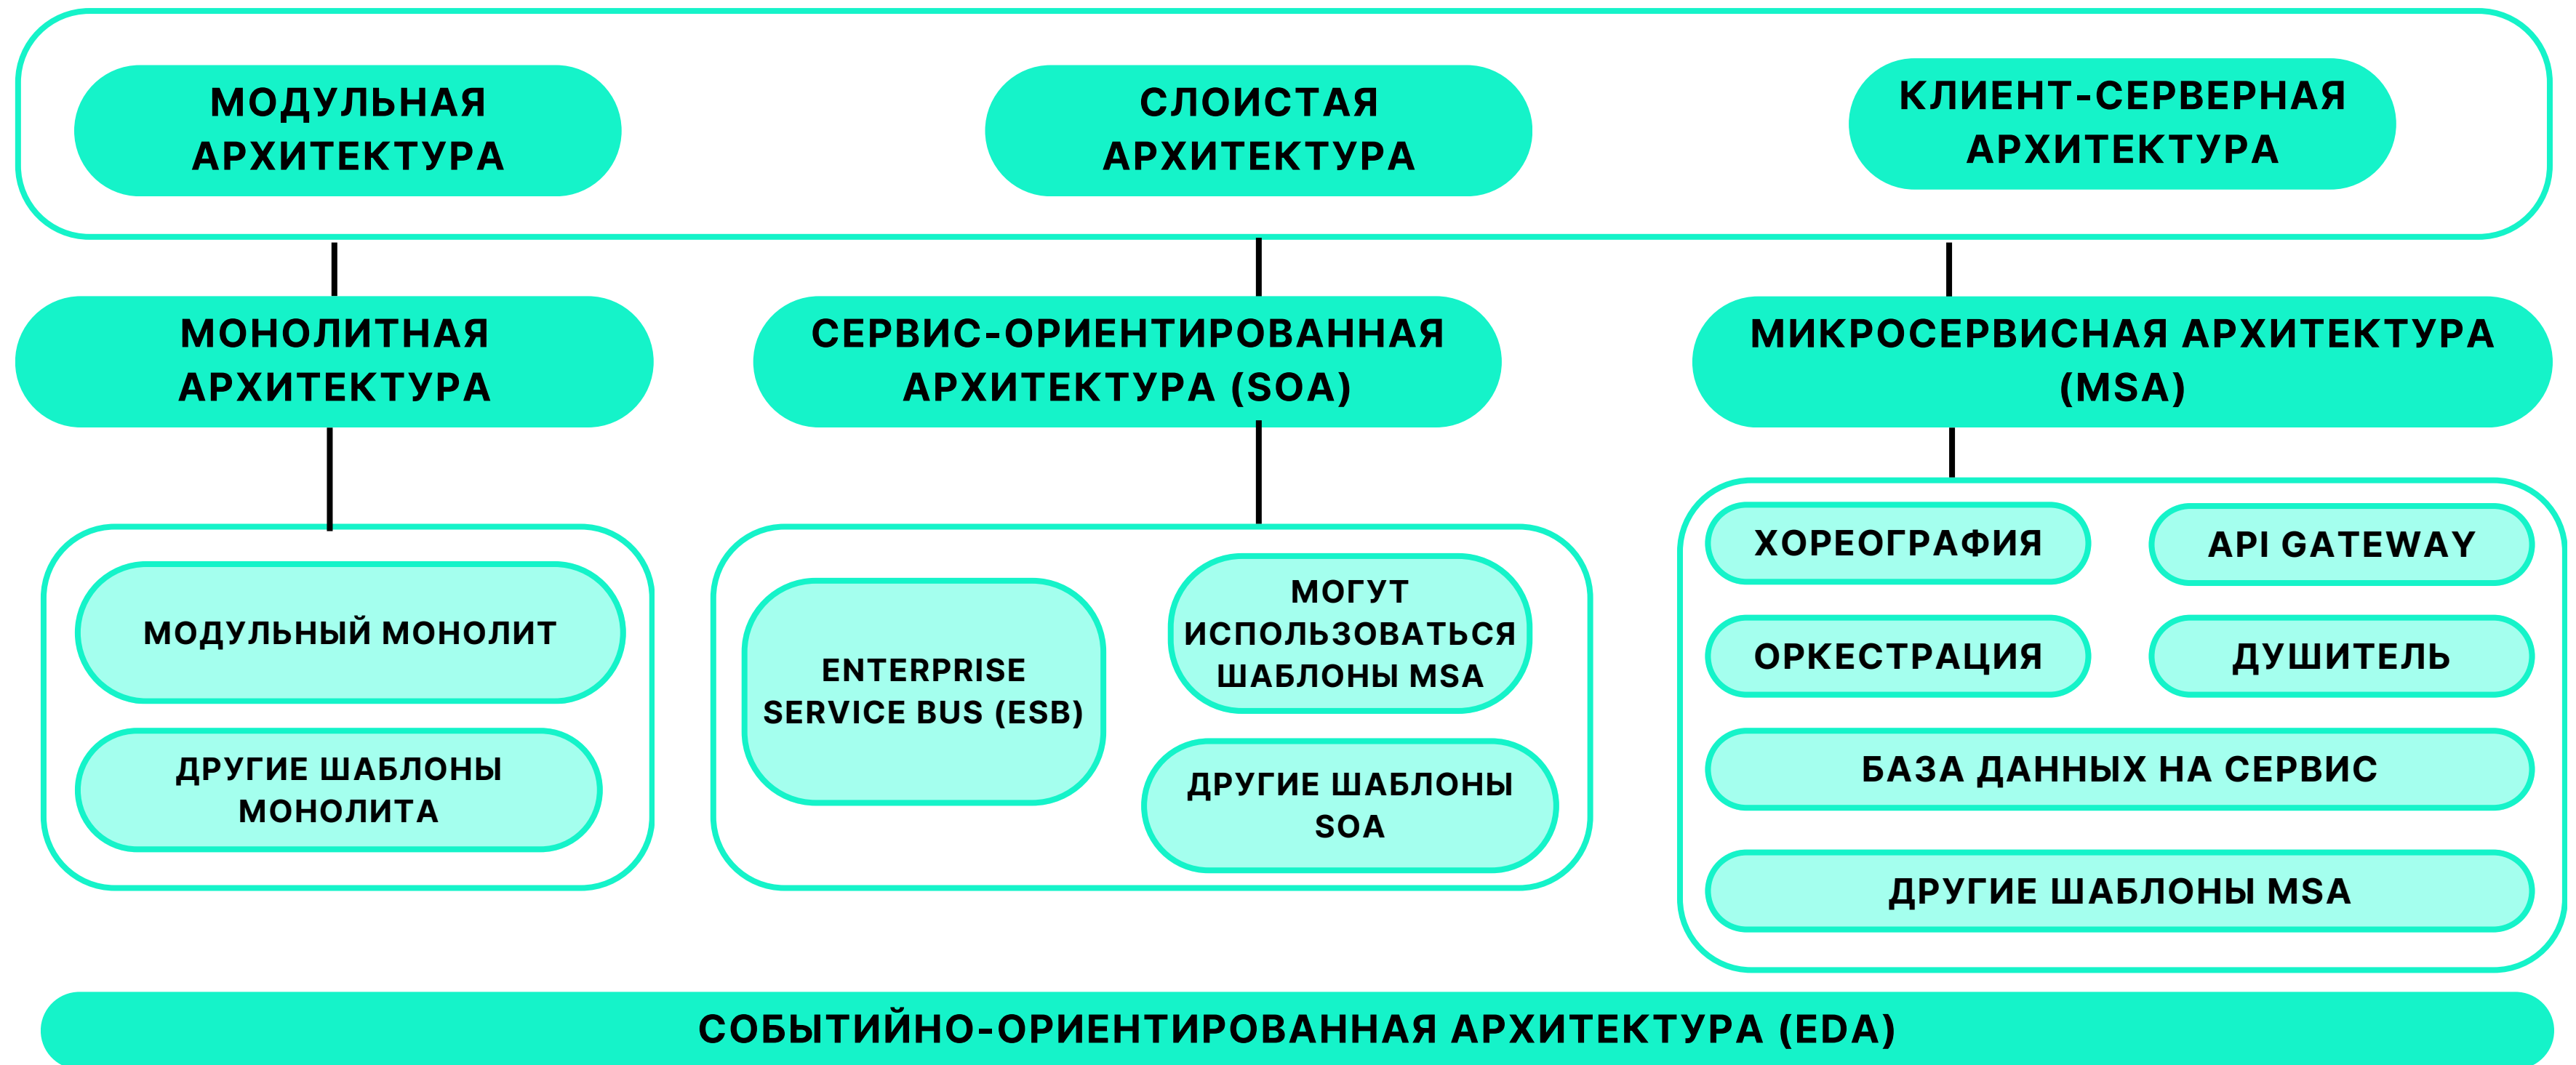 МОДУЛЬНАЯ
АРХИТЕКТУРА
СЛОИСТАЯ
АРХИТЕКТУРА
КЛИЕНТ-СЕРВЕРНАЯ
АРХИТЕКТУРА
МОНОЛИТНАЯ
АРХИТЕКТУРА
СЕРВИС-ОРИЕНТИРОВАННАЯ
АРХИТЕКТУРА (SOA)
МИКРОСЕРВИСНАЯ АРХИТЕКТУРА
(MSA)
МОДУЛЬНЫЙ МОНОЛИТ
ДРУГИЕ ШАБЛОНЫ
МОНОЛИТА
ENTERPRISE
SERVICE BUS (ESB)
МОГУТ
ИСПОЛЬЗОВАТЬСЯ
ШАБЛОНЫ MSA
ДРУГИЕ ШАБЛОНЫ
SOA
ХОРЕОГРАФИЯ
API GATEWAY
ОРКЕСТРАЦИЯ
ДУШИТЕЛЬ
БАЗА ДАННЫХ НА СЕРВИС
ДРУГИЕ ШАБЛОНЫ MSA
СОБЫТИЙНО-ОРИЕНТИРОВАННАЯ АРХИТЕКТУРА (EDA)